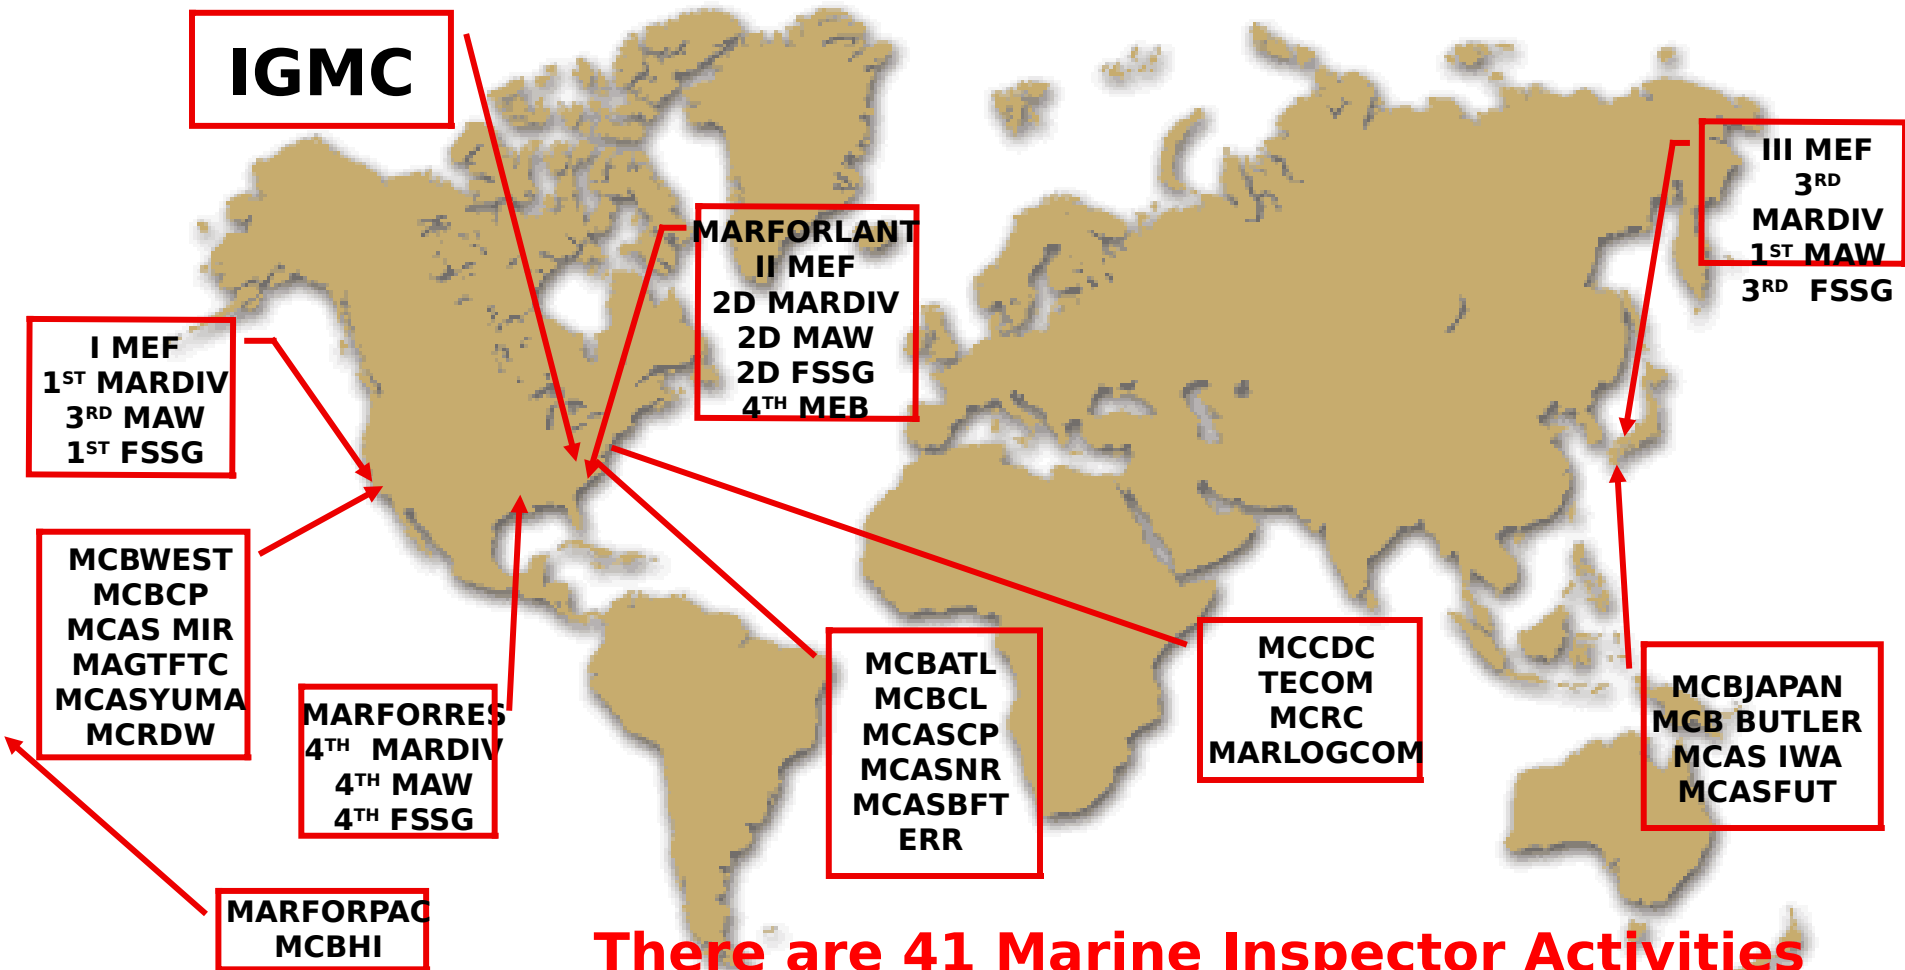 IGMC
III MEF
3RD
MARDIV
1ST MAW
3RD FSSG
MARFORLANT
II MEF
2D MARDIV
2D MAW
2D FSSG
4TH MEB
I MEF
1ST MARDIV
3RD MAW
1ST FSSG
MCBWEST
MCBCP
MCAS MIR
MAGTFTC
MCASYUMA
MCRDW
MARFORRES
4TH MARDIV
4TH MAW
4TH FSSG
MCBATL
MCBCL
MCASCP
MCASNR
MCASBFT
ERR
MCCDC
TECOM
MCRC
MARLOGCOM
MCBJAPAN
MCB BUTLER
MCAS IWA
MCASFUT
MARFORPAC
MCBHI
There are 41 Marine Inspector Activities